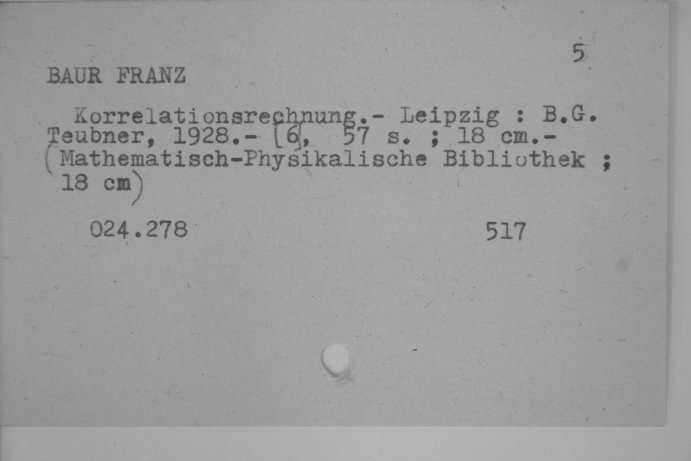 5
BAUR FRANZ
Korrelationsrechnung.- Leipzig : B.G.
Teubner, 1928.- [6], 57 s. ; 18 cm.-
(Mathematisch-Physikalische Bibliothek ;
18 cm)
024.278 517